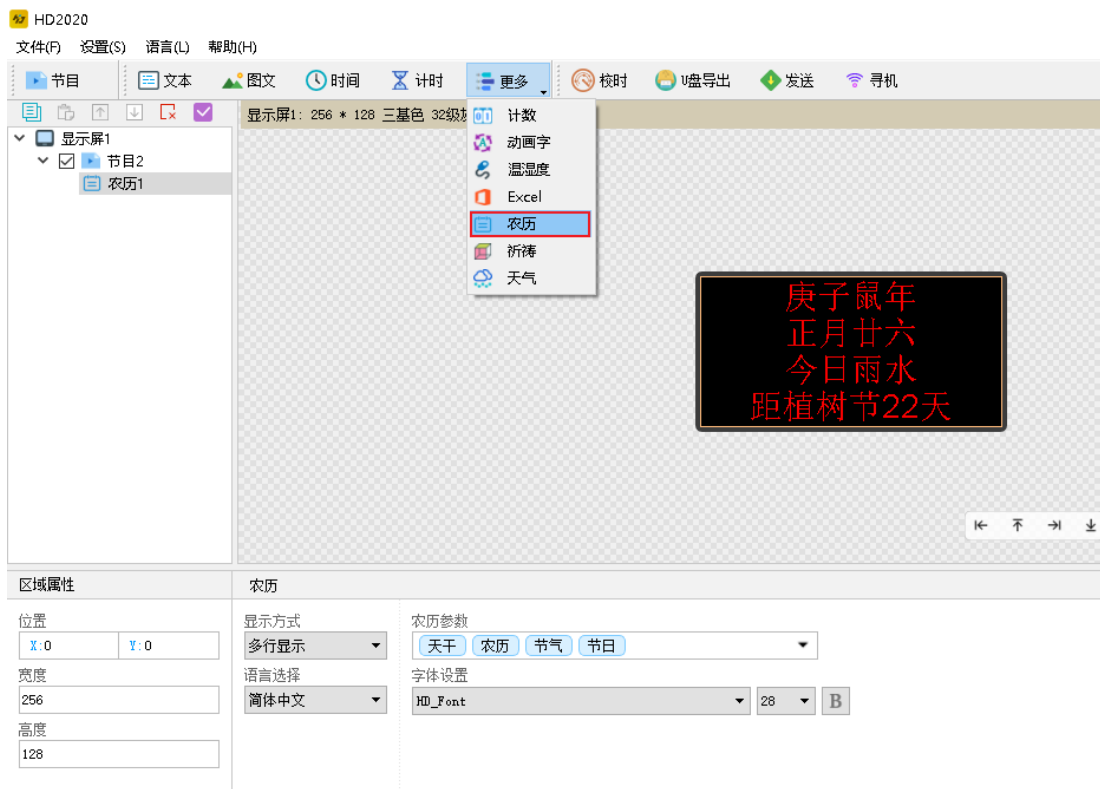 HD2020
文件(F) 设置(S) 语言(L) 帮助(H)
节目 文本 图文 时间 计时 更多 校时 U盘导出 发送 寻机
显示屏1: 256 * 128 三基色 32级
计数
动画字
温湿度
Excel
农历
祈祷
天气
显示屏1
节目2
农历1
庚子鼠年
正月廿六
今日雨水
距植树节22天
区域属性
位置
X:0 Y:0
宽度
256
高度
128
农历
显示方式
多行显示
语言选择
简体中文
农历参数
天干 农历 节气 节日
字体设置
HD_Font 28 B